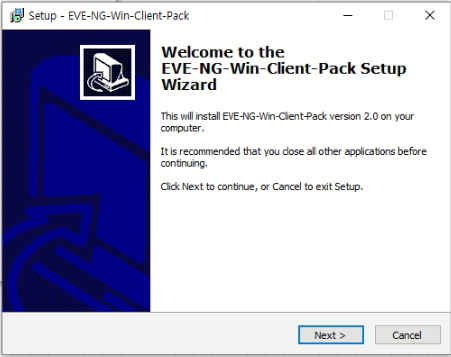 Setup - EVE-NG-Win-Client-Pack
Welcome to the
EVE-NG-Win-Client-Pack Setup
Wizard
This will install EVE-NG-Win-Client-Pack version 2.0 on your
computer.
It is recommended that you close all other applications before
continuing.
Click Next to continue, or Cancel to exit Setup.
Next >
Cancel